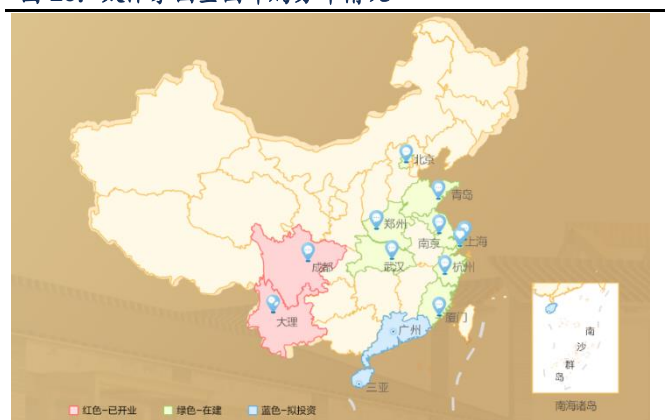 北京
青岛
郑州
南京
上海
成都
武汉
杭州
大理
厦门
广州
三亚
南
沙
群
岛
南海诸岛
红色-已开业
绿色-在建
蓝色-拟投资